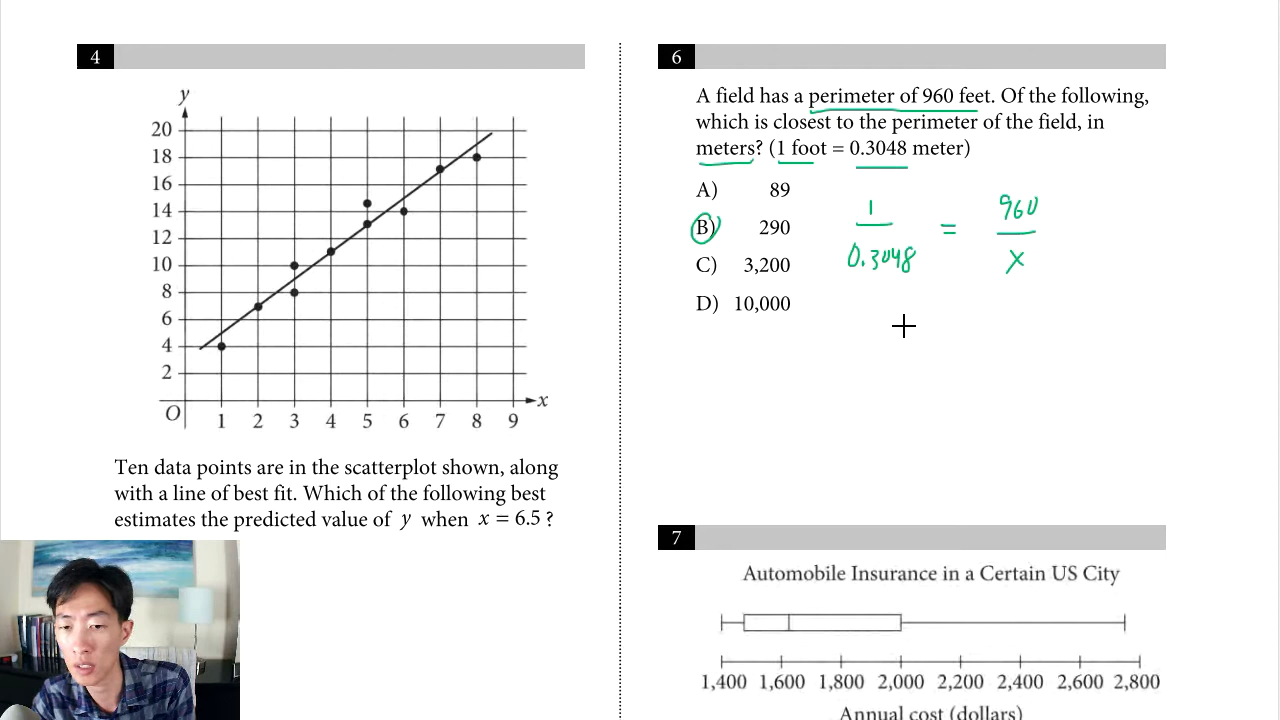 4
y
20
18
16
14
12
10
8
6
4
2
O
1 2 3 4 5 6 7 8 9 x
Ten data points are in the scatterplot shown, along
with a line of best fit. Which of the following best
estimates the predicted value of y when x = 6.5 ?
6
A field has a perimeter of 960 feet. Of the following,
which is closest to the perimeter of the field, in
meters? (1 foot = 0.3048 meter)
A) 89
B) 290
C) 3,200
D) 10,000
1 = 960
0.3048 x
7
Automobile Insurance in a Certain US City
1,400 1,600 1,800 2,000 2,200 2,400 2,600 2,800
Annual cost (dollars)